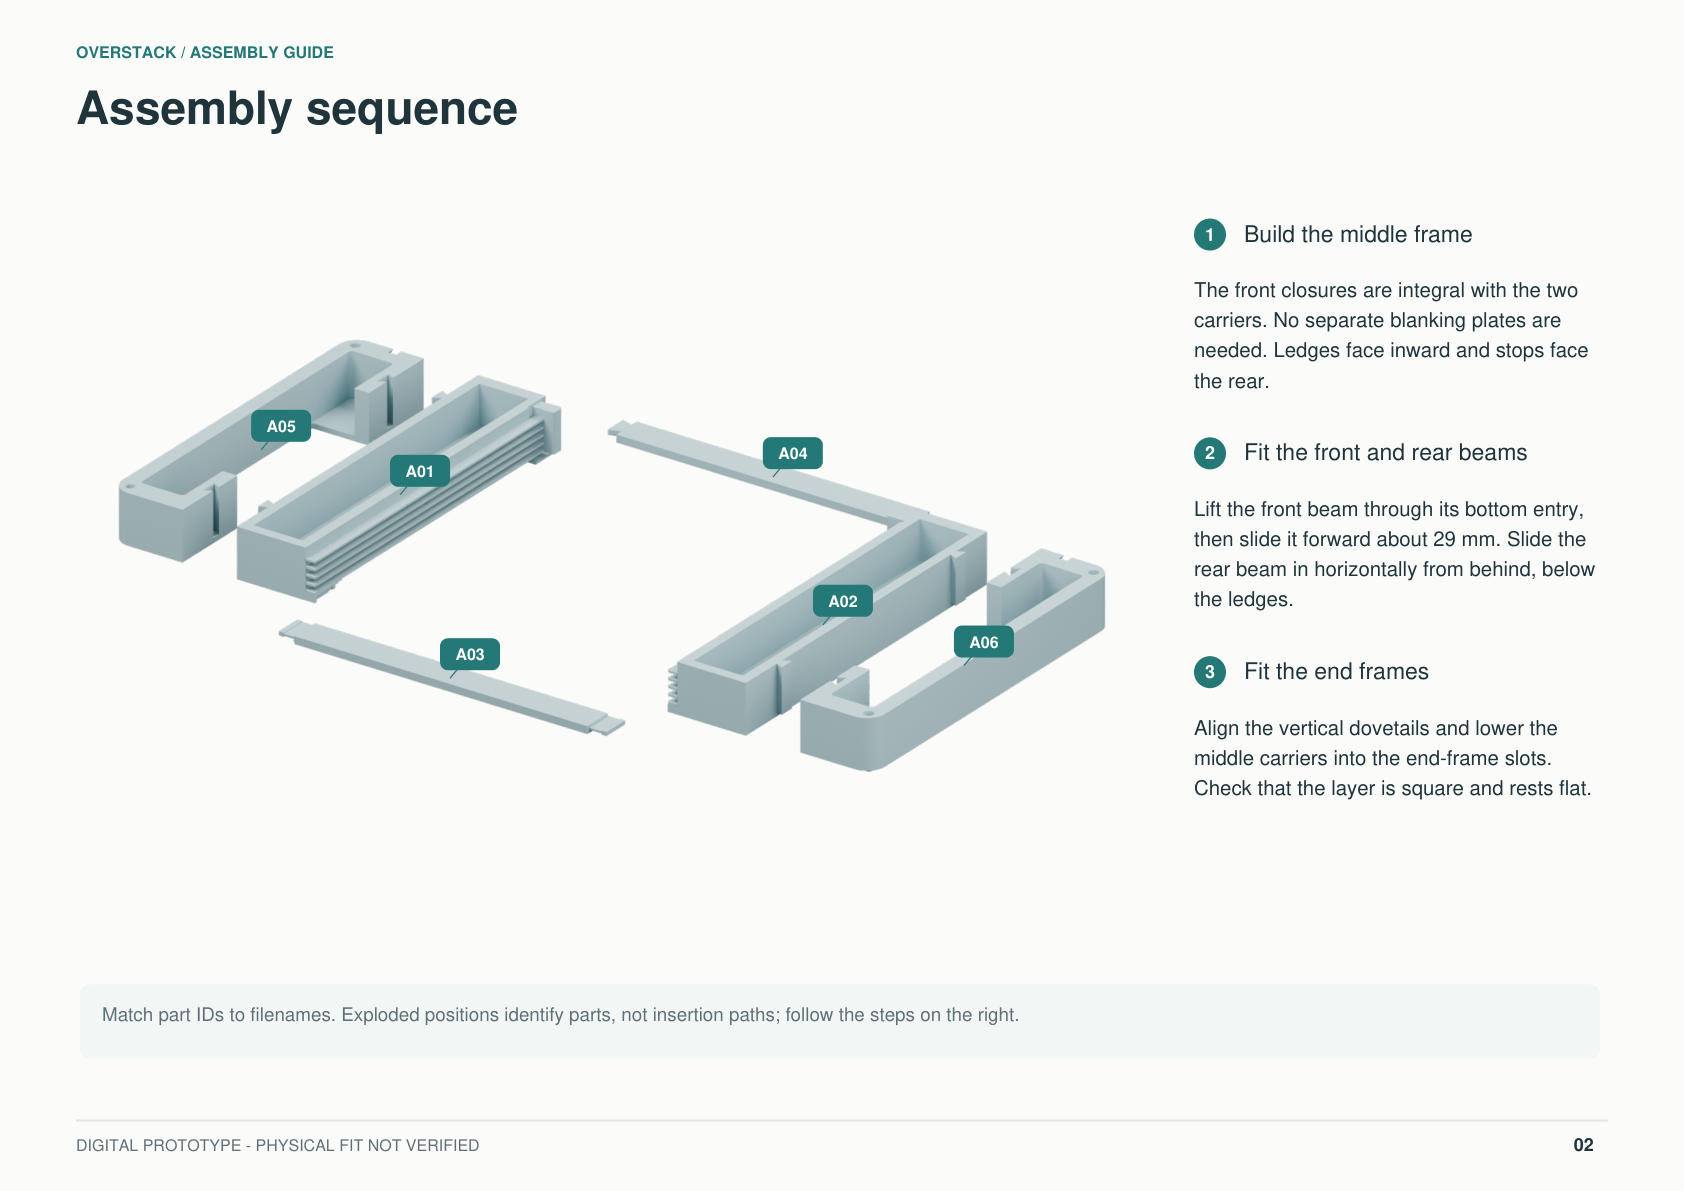 OVERSTACK / ASSEMBLY GUIDE
Assembly sequence
A05
A01
A04
A03
A02
A06
1 Build the middle frame
The front closures are integral with the two
carriers. No separate blanking plates are
needed. Ledges face inward and stops face
the rear.
2 Fit the front and rear beams
Lift the front beam through its bottom entry,
then slide it forward about 29 mm. Slide the
rear beam in horizontally from behind, below
the ledges.
3 Fit the end frames
Align the vertical dovetails and lower the
middle carriers into the end-frame slots.
Check that the layer is square and rests flat.
Match part IDs to filenames. Exploded positions identify parts, not insertion paths; follow the steps on the right.
DIGITAL PROTOTYPE - PHYSICAL FIT NOT VERIFIED
02